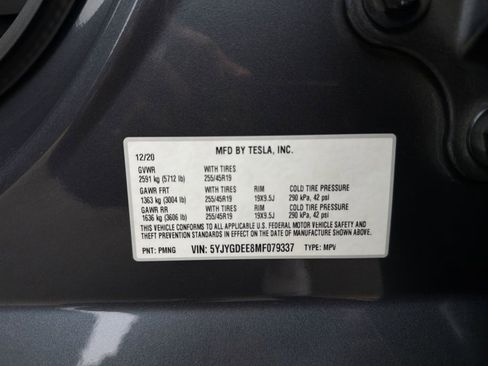 MFD BY TESLA, INC.
12/20
GVWR WITH TIRES
2591 kg (5712 lb) 255/45R19
GAWR FRT WITH TIRES RIM COLD TIRE PRESSURE
1363 kg (3004 lb) 255/45R19 19X9.5J 290 kPa, 42 psi
GAWR RR WITH TIRES RIM COLD TIRE PRESSURE
1636 kg (3606 lb) 255/45R19 19X9.5J 290 kPa, 42 psi
THIS VEHICLE CONFORMS TO ALL APPLICABLE U.S. FEDERAL MOTOR VEHICLE SAFETY AND
THEFT PREVENTION STANDARDS IN EFFECT ON THE DATE OF MANUFACTURE SHOWN ABOVE.
PNT: PMNG VIN: 5YJYGDEE8MF079337 TYPE: MPV